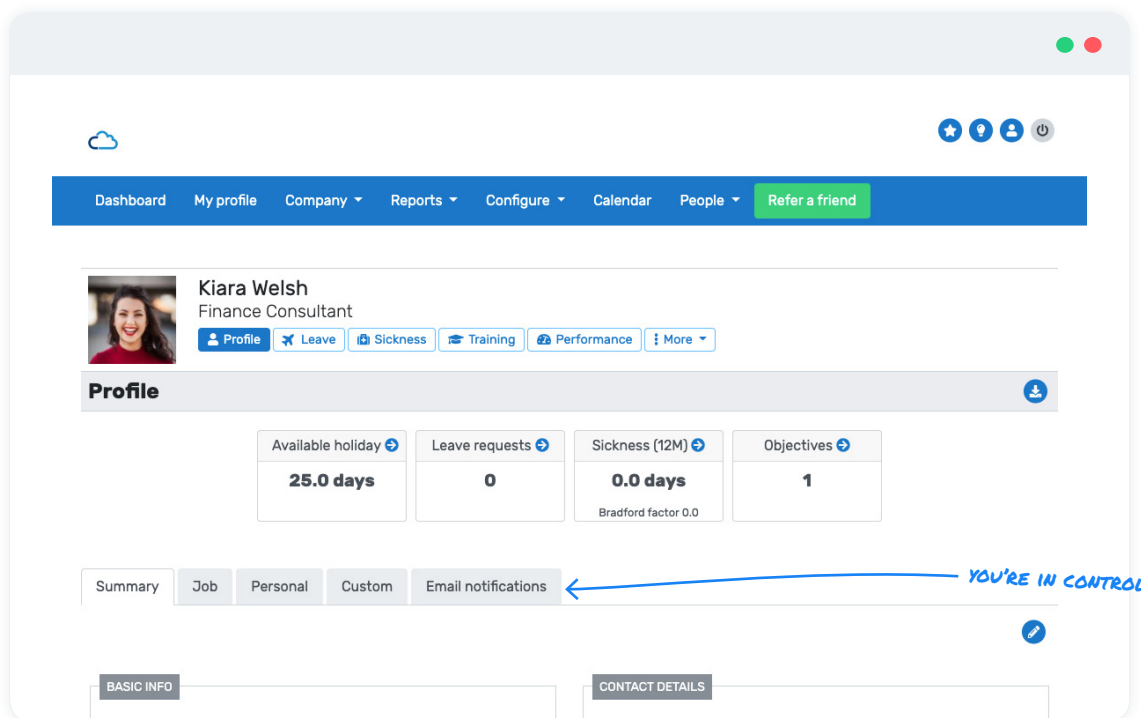 Dashboard My profile Company Reports Configure Calendar People Refer a friend
Kiara Welsh
Finance Consultant
Profile Leave Sickness Training Performance More
Profile
Available holiday Leave requests Sickness (12M) Objectives
25.0 days 0 0.0 days 1
Bradford factor 0.0
Summary Job Personal Custom Email notifications
YOU'RE IN CONTROL
BASIC INFO CONTACT DETAILS